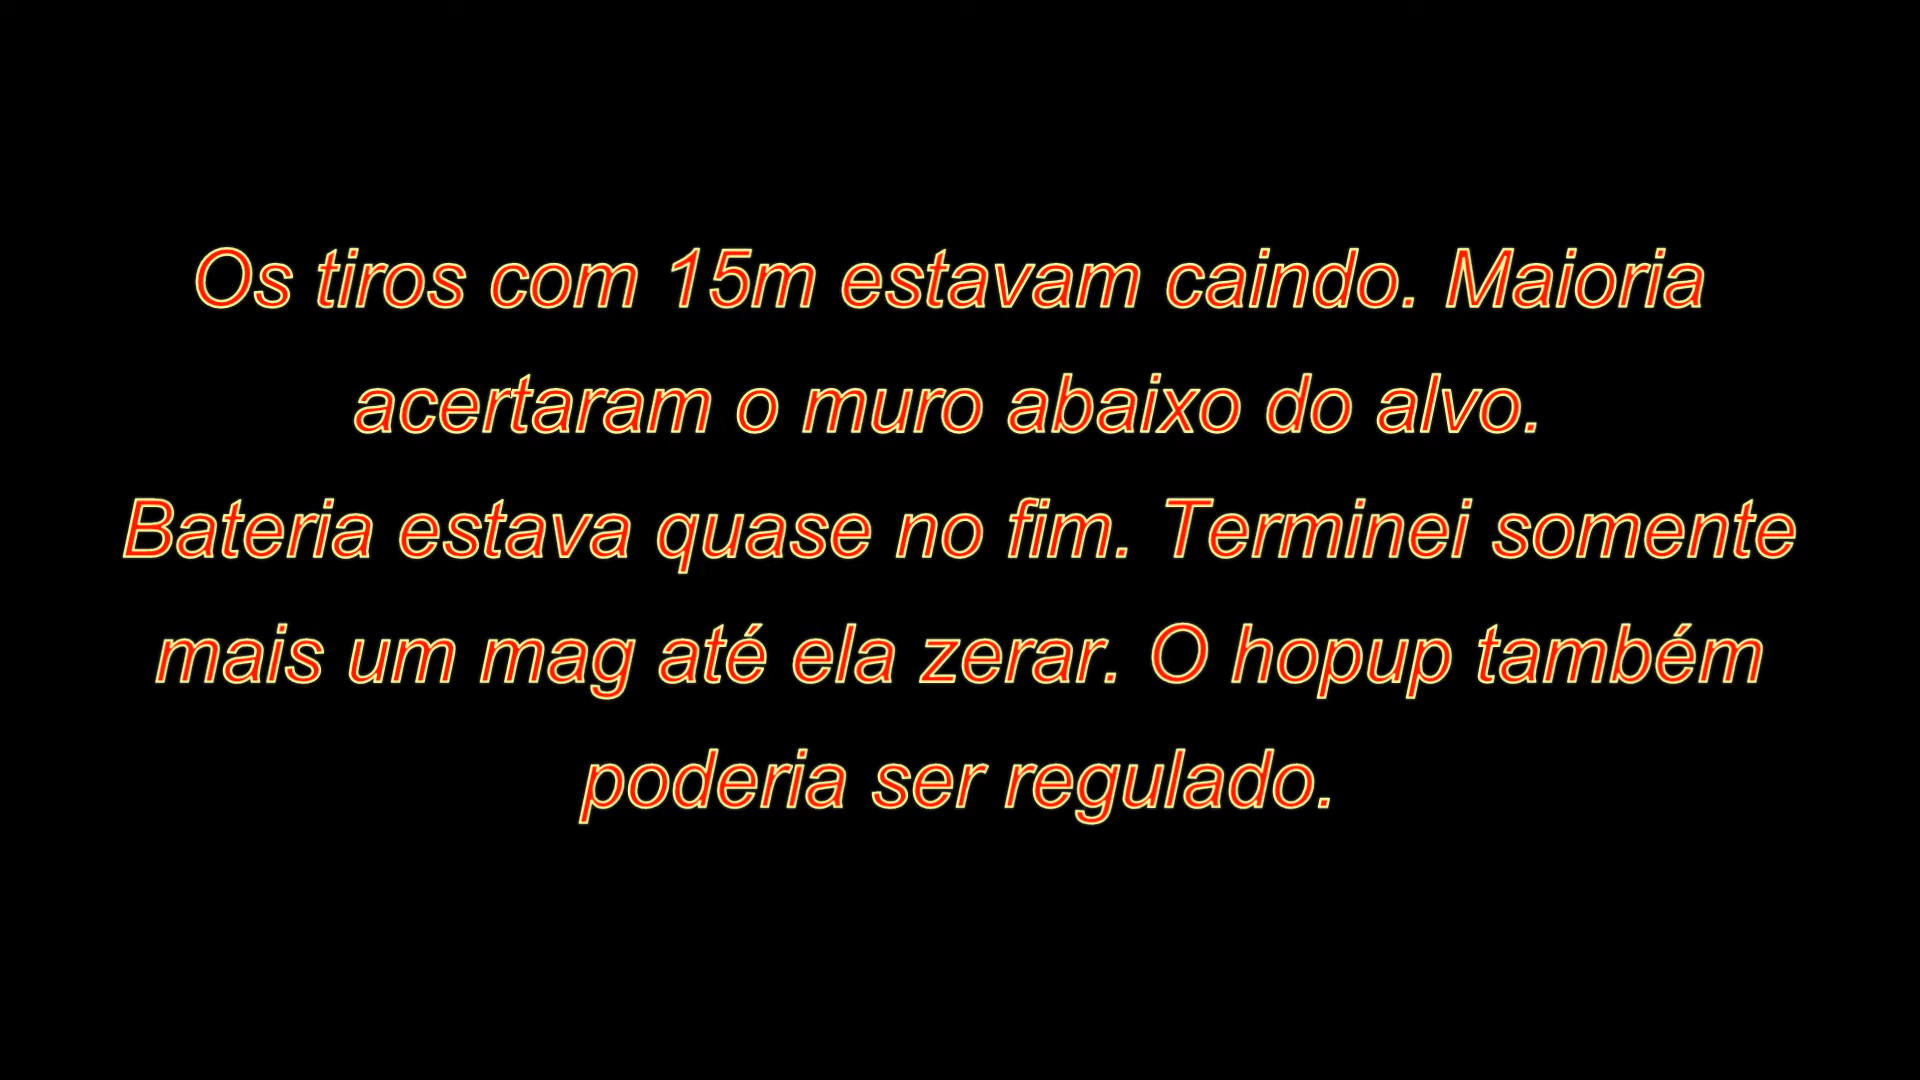 Os tiros com 15m estavam caindo. Maioria
acertaram o muro abaixo do alvo.
Bateria estava quase no fim. Terminei somente
mais um mag até ela zerar. O hopup também
poderia ser regulado.